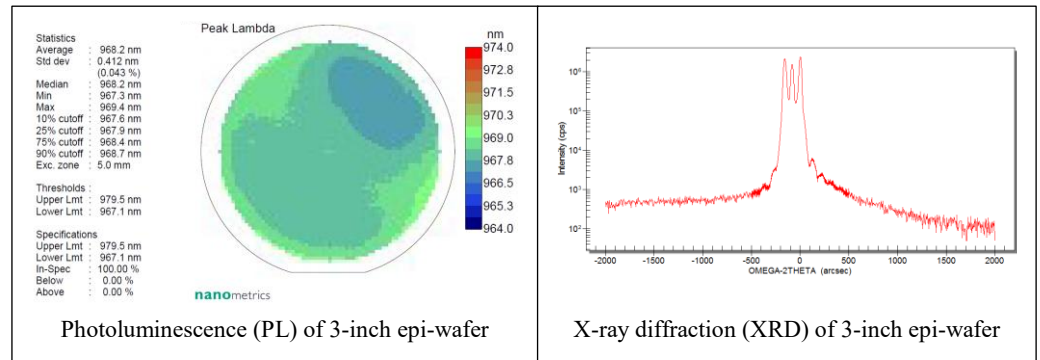 Statistics
Average : 968.2 nm
Std dev : 0.412 nm
(0.043 %)
Median : 968.2 nm
Min : 967.3 nm
Max : 969.4 nm
10% cutoff : 967.6 nm
25% cutoff : 967.9 nm
75% cutoff : 968.4 nm
90% cutoff : 968.7 nm
Exc. zone : 5.0 mm
Thresholds :
Upper Lmt : 979.5 nm
Lower Lmt : 967.1 nm
Specifications
Upper Lmt : 979.5 nm
Lower Lmt : 967.1 nm
In-Spec : 100.00 %
Below : 0.00 %
Above : 0.00 %
Peak Lambda
nm
974.0
972.8
971.5
970.3
969.0
967.8
966.5
965.3
964.0
nanometrics
Photoluminescence (PL) of 3-inch epi-wafer
Intensity (cps)
10⁶
10⁵
10⁴
10³
10²
-2000 -1500 -1000 -500 0 500 1000 1500 2000
OMEGA-2THETA (arcsec)
X-ray diffraction (XRD) of 3-inch epi-wafer